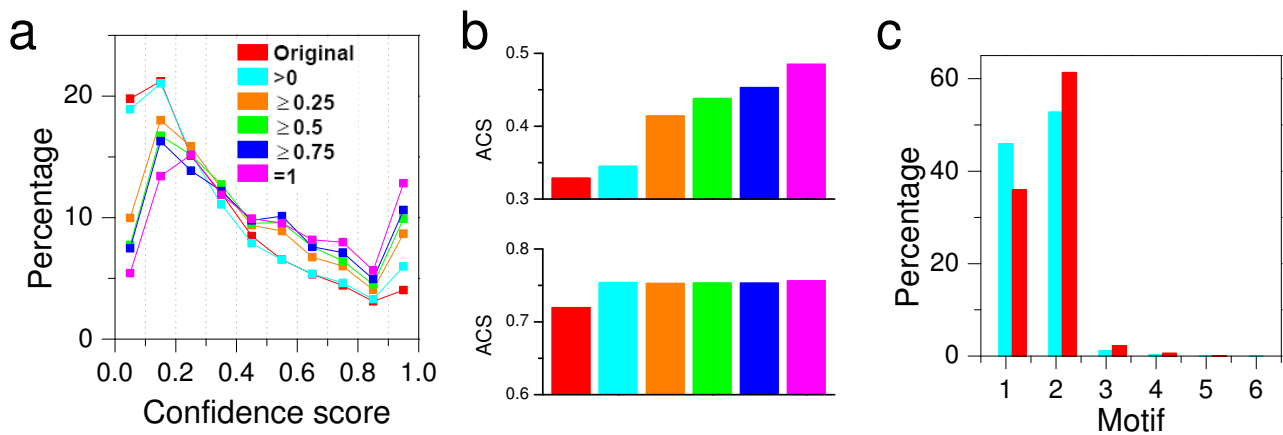 a
Percentage
20
10
0
0.0 0.2 0.4 0.6 0.8 1.0
Confidence score
Original
>0
≥0.25
≥0.5
≥0.75
=1
b
ACS
0.5
0.4
0.3
ACS
0.8
0.7
0.6
c
Percentage
60
40
20
0
1 2 3 4 5 6
Motif